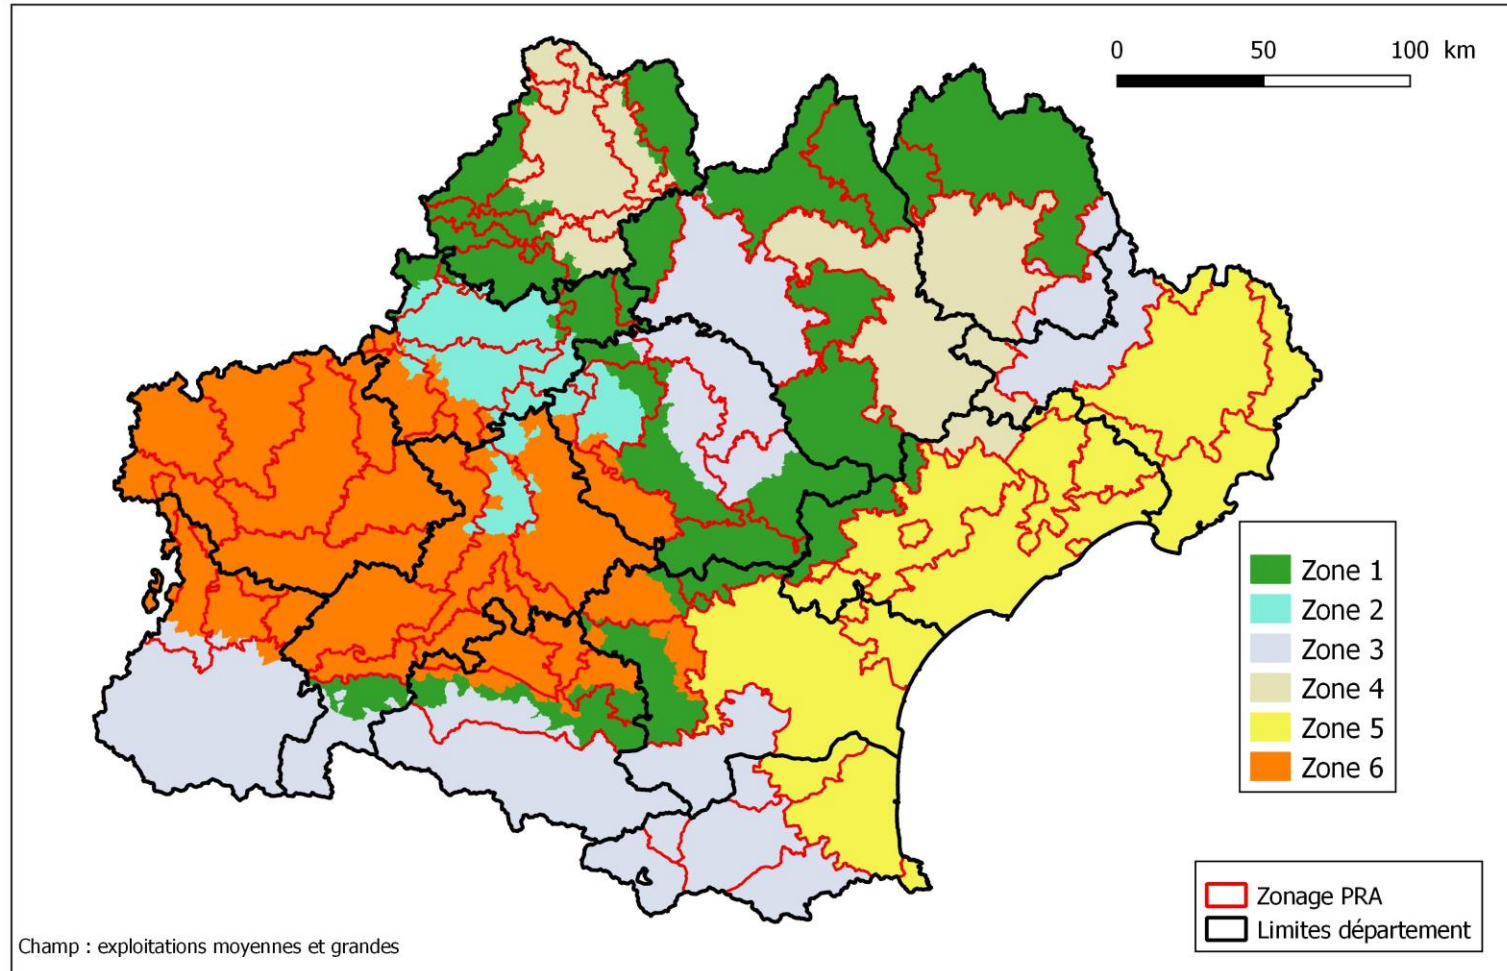 0 50 100 km
Zone 1
Zone 2
Zone 3
Zone 4
Zone 5
Zone 6
Zonage PRA
Limites département
Champ : exploitations moyennes et grandes